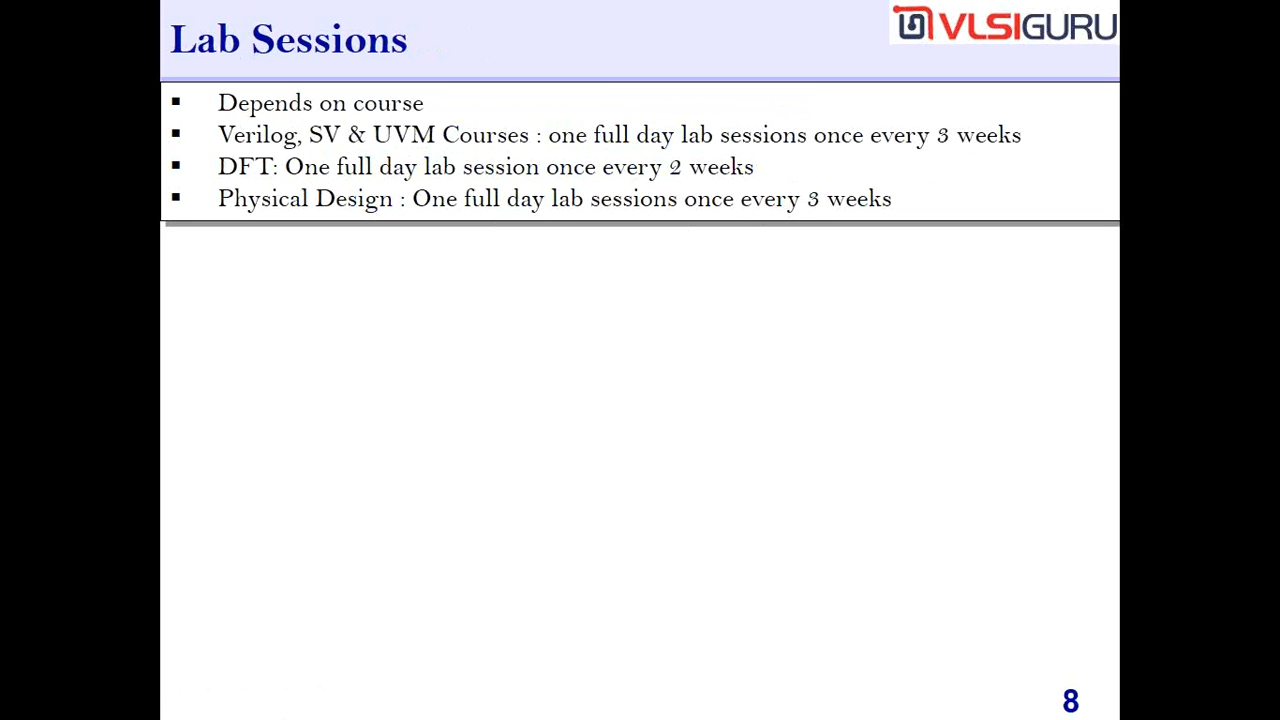 Lab Sessions
VLSIGURU
Depends on course
Verilog, SV & UVM Courses : one full day lab sessions once every 3 weeks
DFT: One full day lab session once every 2 weeks
Physical Design : One full day lab sessions once every 3 weeks
8